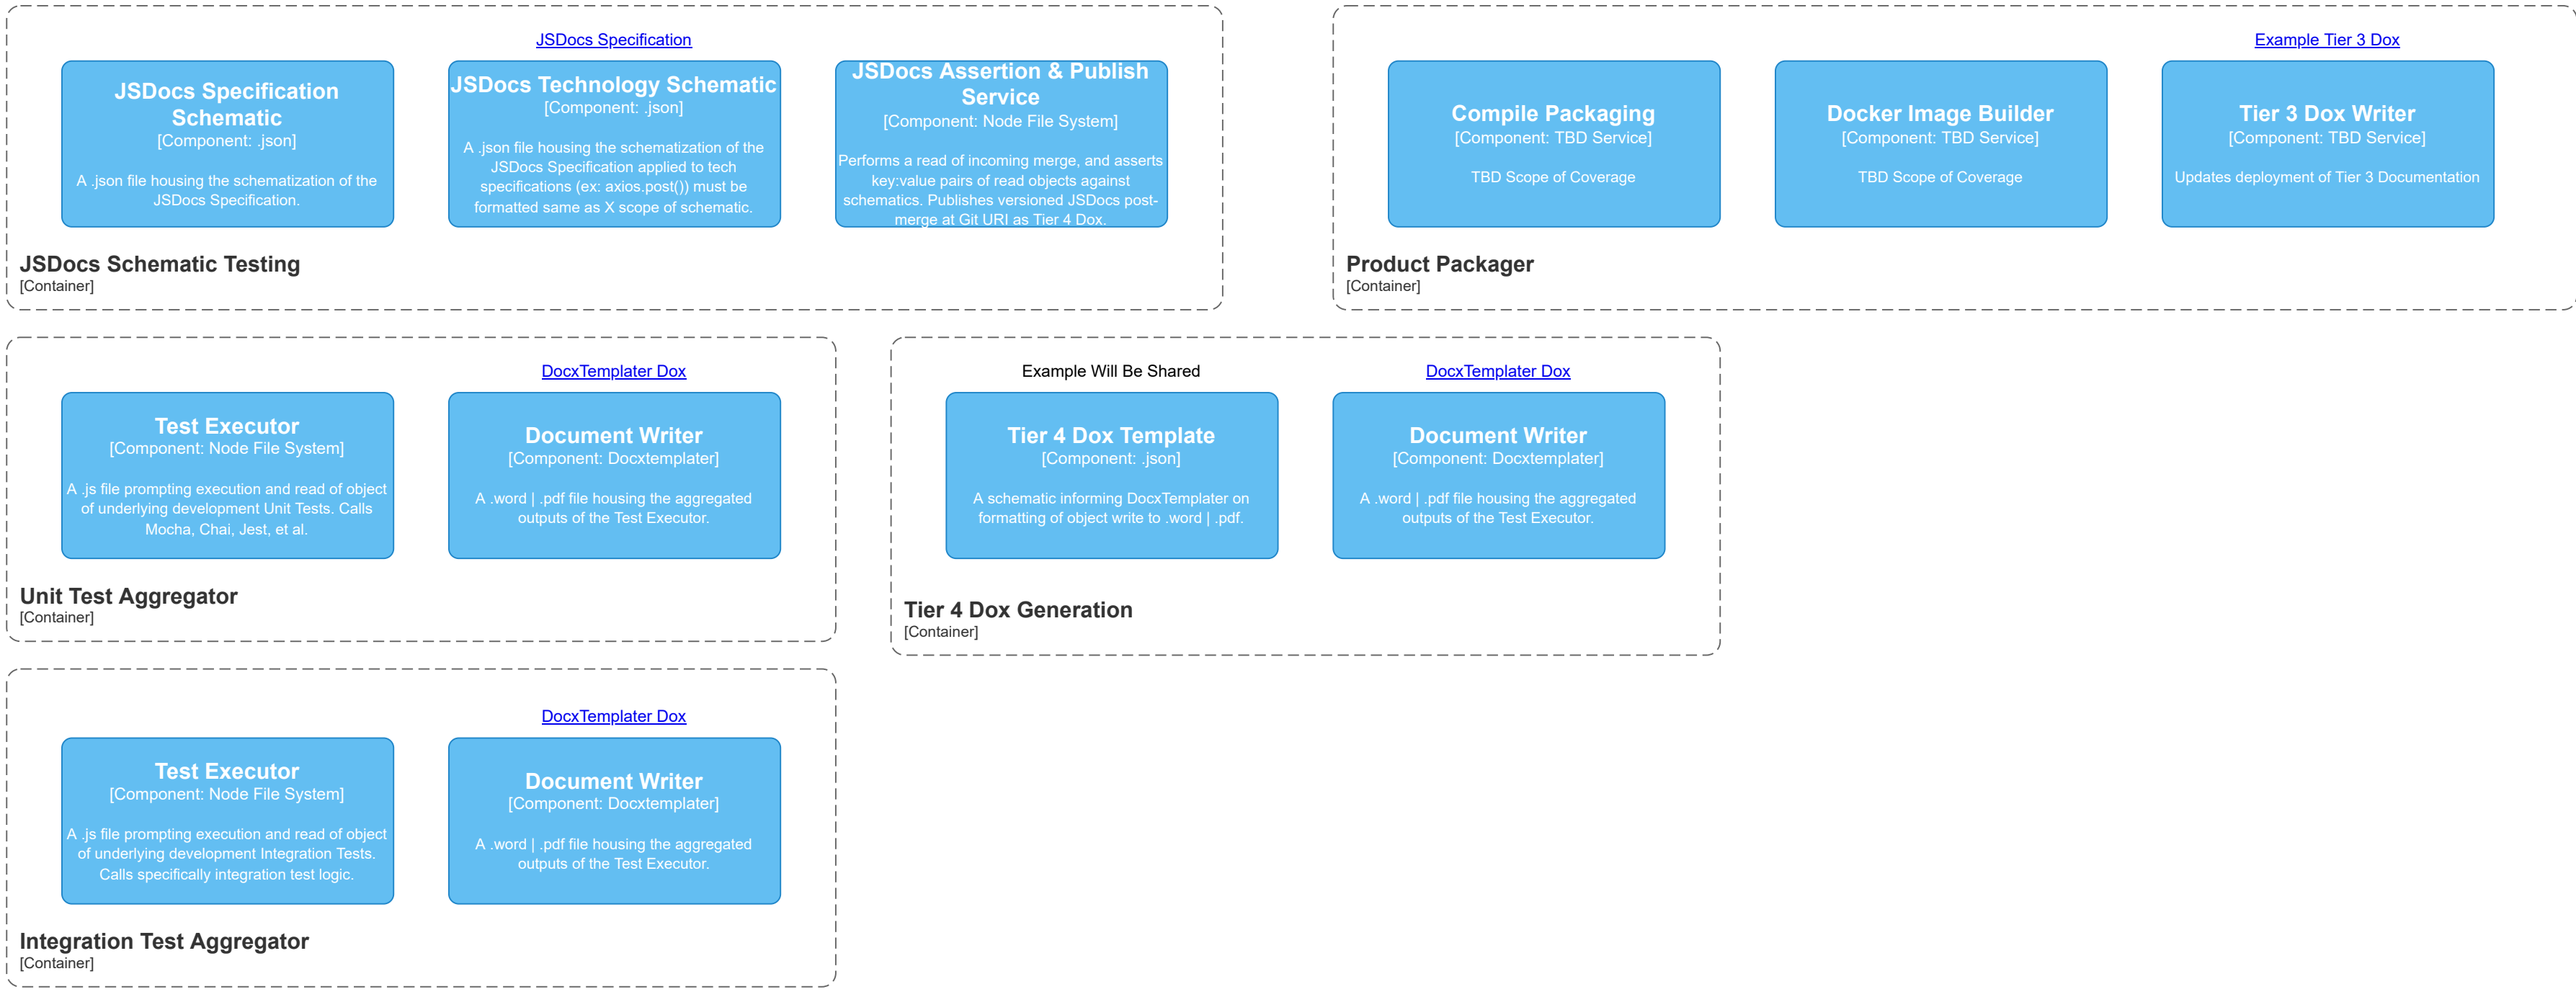 JSDocs Specification
JSDocs Specification
Schematic
[Component: .json]
A .json file housing the schematization of the
JSDocs Specification.
JSDocs Technology Schematic
[Component: .json]
A .json file housing the schematization of the
JSDocs Specification applied to tech
specifications (ex: axios.post()) must be
formatted same as X scope of schematic.
JSDocs Assertion & Publish
Service
[Component: Node File System]
Performs a read of incoming merge, and asserts
key:value pairs of read objects against
schematics. Publishes versioned JSDocs post-
merge at Git URI as Tier 4 Dox.
JSDocs Schematic Testing
[Container]
Example Tier 3 Dox
Compile Packaging
[Component: TBD Service]
TBD Scope of Coverage
Docker Image Builder
[Component: TBD Service]
TBD Scope of Coverage
Tier 3 Dox Writer
[Component: TBD Service]
Updates deployment of Tier 3 Documentation
Product Packager
[Container]
DocxTemplater Dox
Test Executor
[Component: Node File System]
A .js file prompting execution and read of object
of underlying development Unit Tests. Calls
Mocha, Chai, Jest, et al.
Document Writer
[Component: Docxtemplater]
A .word | .pdf file housing the aggregated
outputs of the Test Executor.
Unit Test Aggregator
[Container]
Example Will Be Shared
DocxTemplater Dox
Tier 4 Dox Template
[Component: .json]
A schematic informing DocxTemplater on
formatting of object write to .word | .pdf.
Document Writer
[Component: Docxtemplater]
A .word | .pdf file housing the aggregated
outputs of the Test Executor.
Tier 4 Dox Generation
[Container]
DocxTemplater Dox
Test Executor
[Component: Node File System]
A .js file prompting execution and read of object
of underlying development Integration Tests.
Calls specifically integration test logic.
Document Writer
[Component: Docxtemplater]
A .word | .pdf file housing the aggregated
outputs of the Test Executor.
Integration Test Aggregator
[Container]